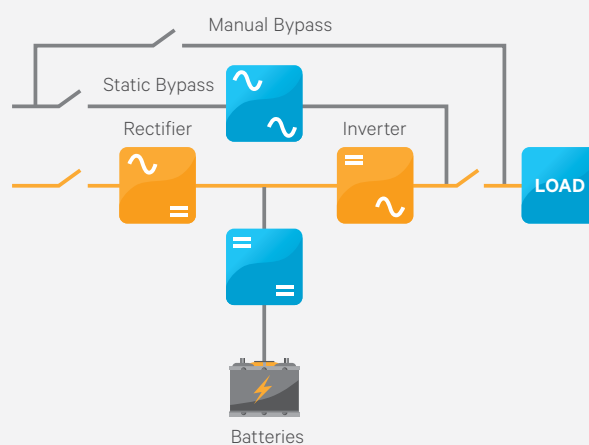 Manual Bypass
Static Bypass
Rectifier
Inverter
LOAD
Batteries